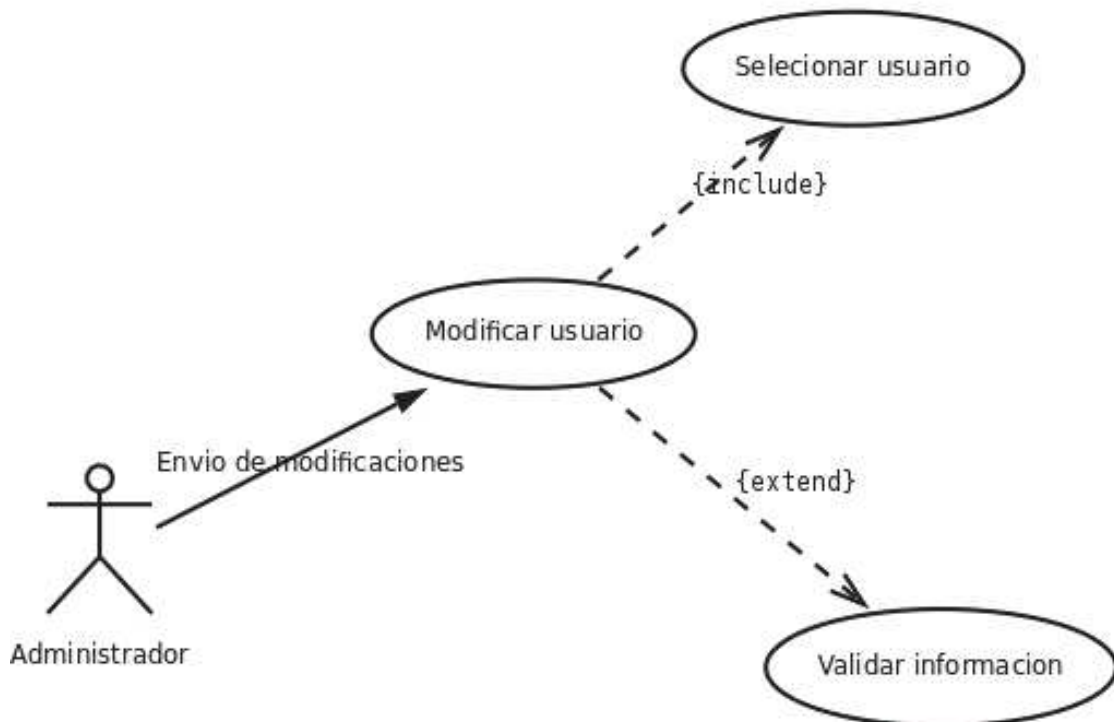 Selecionar usuario
{include}
Modificar usuario
Envio de modificaciones
{extend}
Administrador
Validar informacion